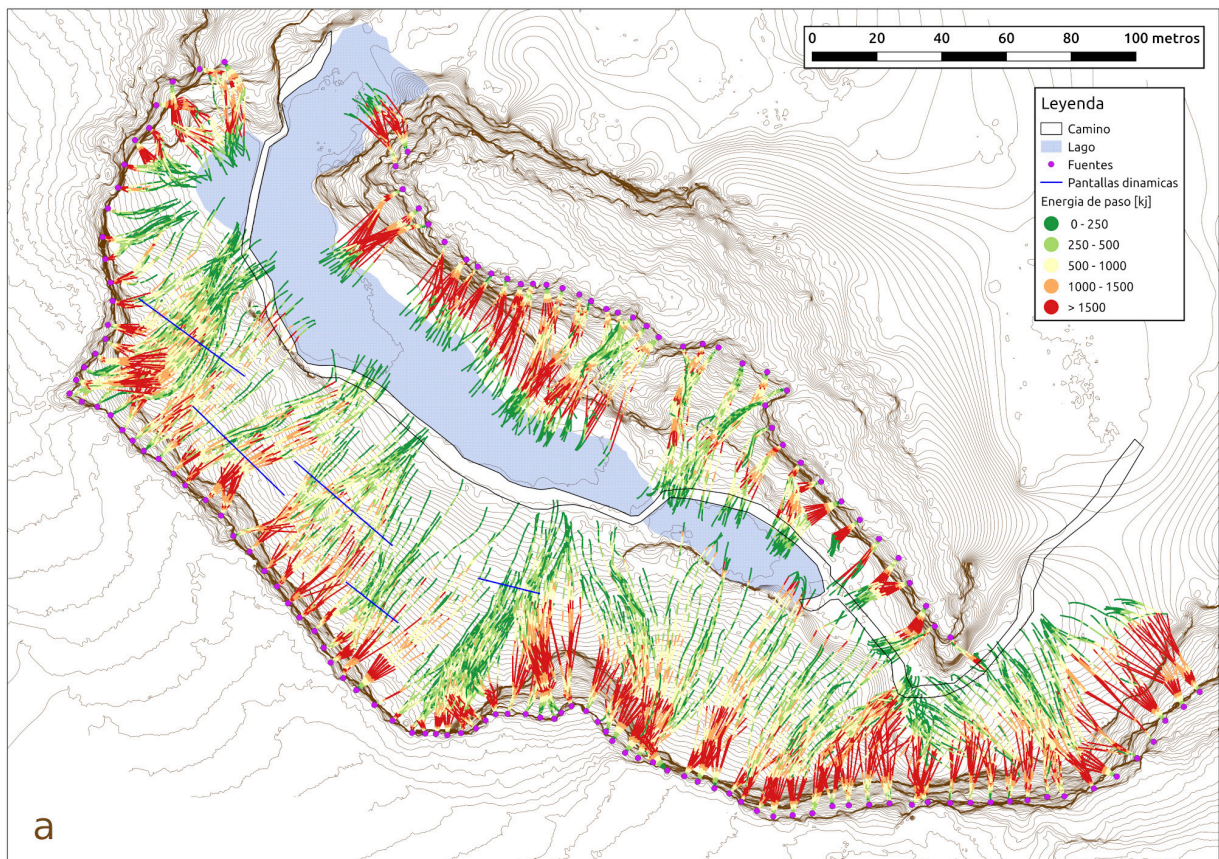 0 20 40 60 80 100 metros
Leyenda
Camino
Lago
Fuentes
Pantallas dinamicas
Energia de paso [kj]
0 - 250
250 - 500
500 - 1000
1000 - 1500
> 1500
a